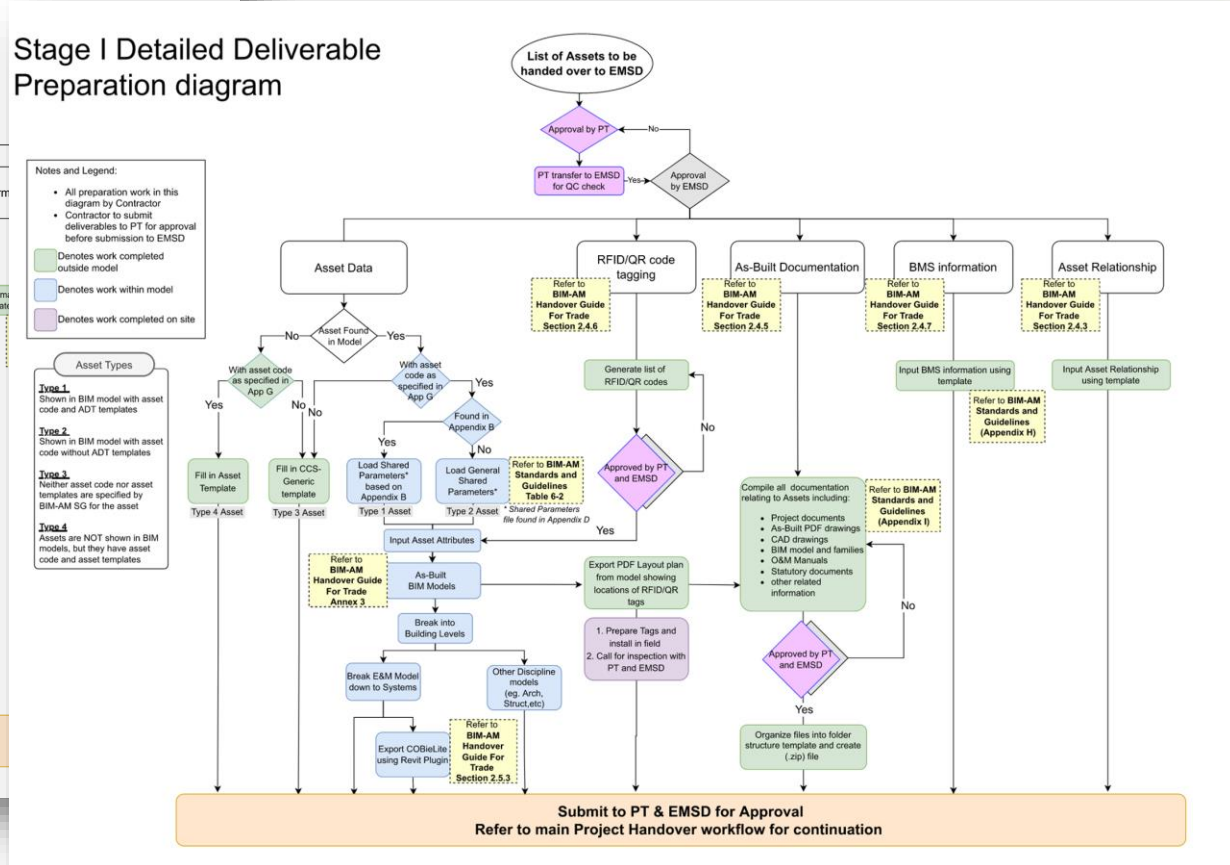 Stage I Detailed Deliverable
Preparation diagram
List of Assets to be
handed over to EMSD
Approval by PT
No
PT transfer to EMSD
for QC check
Yes
Approval
by EMSD
Notes and Legend:
• All preparation work in this
diagram by Contractor
• Contractor to submit
deliverables to PT for approval
before submission to EMSD
Denotes work completed
outside model
Denotes work within model
Denotes work completed on site
Asset Types
Type 1
Shown in BIM model with asset
code and ADT templates
Type 2
Shown in BIM model with asset
code without ADT templates
Type 3
Neither asset code nor asset
templates are specified by
BIM-AM SG for the asset
Type 4
Assets are NOT shown in BIM
models, but they have asset
code and asset templates
Asset Data
Asset Found
in Model
No
Yes
With asset code
as specified in
App G
Yes
No
With asset
code as
specified in
App G
No
Yes
Found in
Appendix B
Yes
No
Fill in Asset
Template
Type 4 Asset
Fill in CCS-
Generic
template
Type 3 Asset
Load Shared
Parameters*
based on
Appendix B
Type 1 Asset
Load General
Shared
Parameters*
Type 2 Asset
Refer to BIM-AM
Standards and
Guidelines
Table 6-2
* Shared Parameters
file found in Appendix D
Input Asset Attributes
Refer to
BIM-AM
Handover Guide
For Trade
Annex 3
As-Built
BIM Models
Break into
Building Levels
Break E&M Model
down to Systems
Other Discipline
models
(eg. Arch,
Struct,etc)
Export COBieLite
using Revit Plugin
Refer to
BIM-AM
Handover
Guide For
Trade
Section 2.5.3
RFID/QR code
tagging
Refer to
BIM-AM
Handover Guide
For Trade
Section 2.4.6
Generate list of
RFID/QR codes
No
Approved by PT
and EMSD
Yes
Export PDF Layout plan
from model showing
locations of RFID/QR
tags
1. Prepare Tags and
install in field
2. Call for inspection with
PT and EMSD
As-Built Documentation
Refer to
BIM-AM
Handover Guide
For Trade
Section 2.4.5
Compile all documentation
relating to Assets including:
• Project documents
• As-Built PDF drawings
• CAD drawings
• BIM model and families
• O&M Manuals
• Statutory documents
• other related
information
Refer to BIM-AM
Standards and
Guidelines
(Appendix I)
No
Approved by PT
and EMSD
Yes
Organize files into folder
structure template and create
(.zip) file
BMS information
Refer to
BIM-AM
Handover Guide
For Trade
Section 2.4.7
Input BMS information using
template
Refer to BIM-AM
Standards and
Guidelines
(Appendix H)
Asset Relationship
Refer to
BIM-AM
Handover Guide
For Trade
Section 2.4.3
Input Asset Relationship
using template
Submit to PT & EMSD for Approval
Refer to main Project Handover workflow for continuation